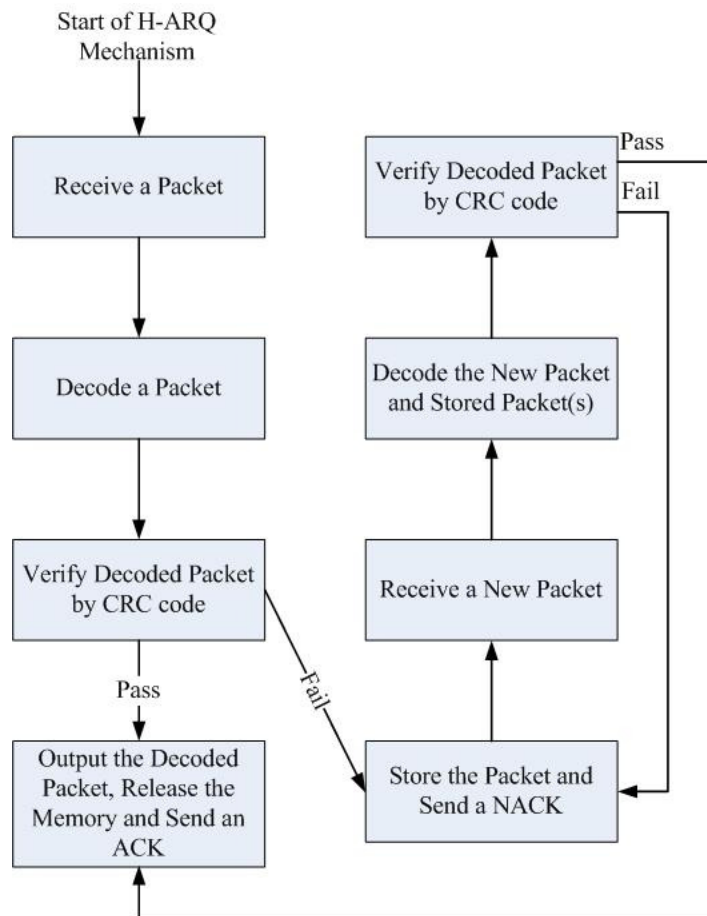 Start of H-ARQ
Mechanism
Receive a Packet
Decode a Packet
Verify Decoded Packet
by CRC code
Pass
Fail
Output the Decoded
Packet, Release the
Memory and Send an
ACK
Store the Packet and
Send a NACK
Receive a New Packet
Decode the New Packet
and Stored Packet(s)
Verify Decoded Packet
by CRC code
Pass
Fail